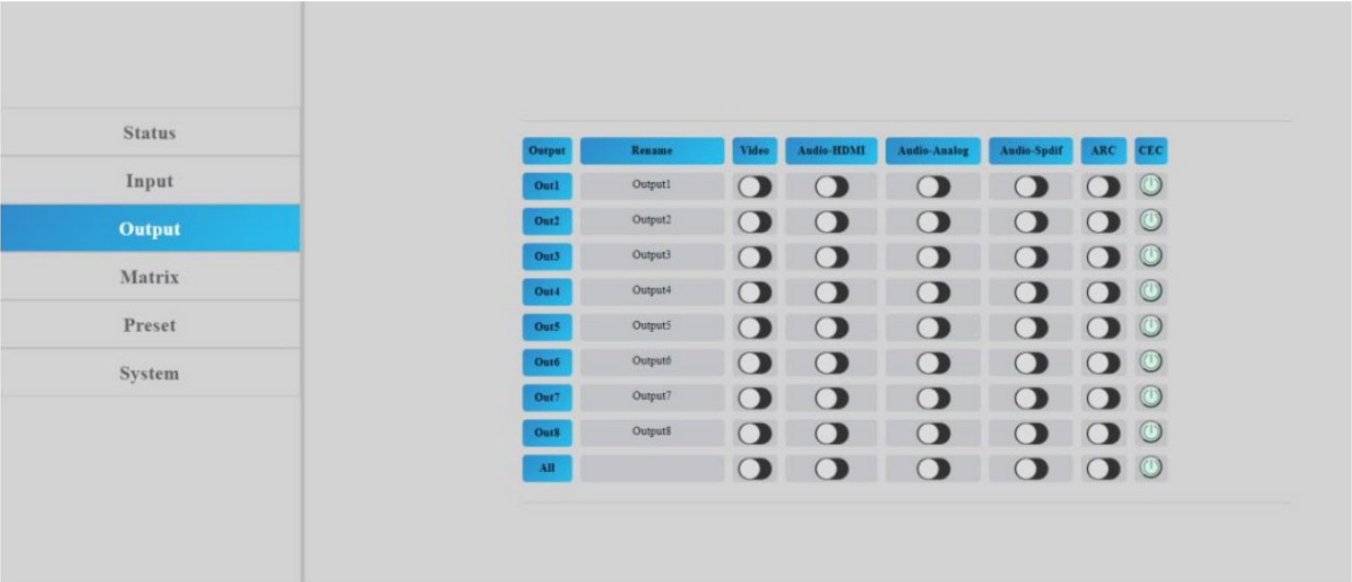 Status
Input
Output
Matrix
Preset
System
Output Rename Video Audio-HDMI Audio-Analog Audio-Spdif ARC CEC
Out1 Output1
Out2 Output2
Out3 Output3
Out4 Output4
Out5 Output5
Out6 Output6
Out7 Output7
Out8 Output8
All